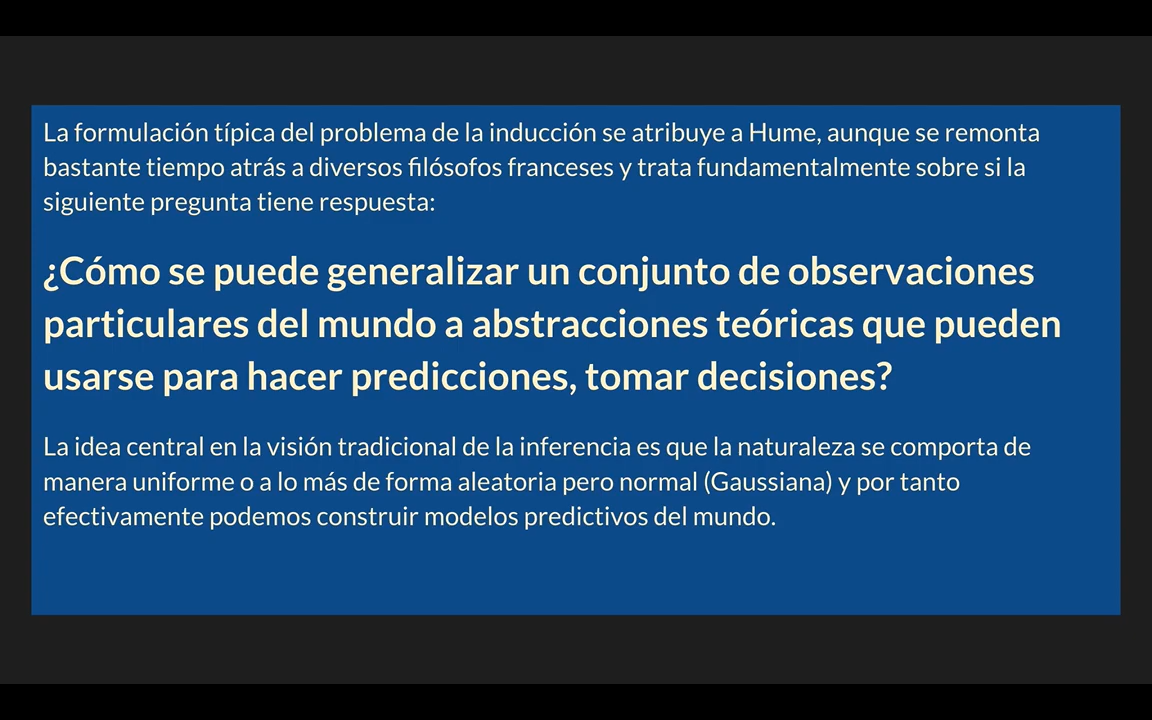 La formulación típica del problema de la inducción se atribuye a Hume, aunque se remonta
bastante tiempo atrás a diversos filósofos franceses y trata fundamentalmente sobre si la
siguiente pregunta tiene respuesta:
¿Cómo se puede generalizar un conjunto de observaciones
particulares del mundo a abstracciones teóricas que pueden
usarse para hacer predicciones, tomar decisiones?
La idea central en la visión tradicional de la inferencia es que la naturaleza se comporta de
manera uniforme o a lo más de forma aleatoria pero normal (Gaussiana) y por tanto
efectivamente podemos construir modelos predictivos del mundo.